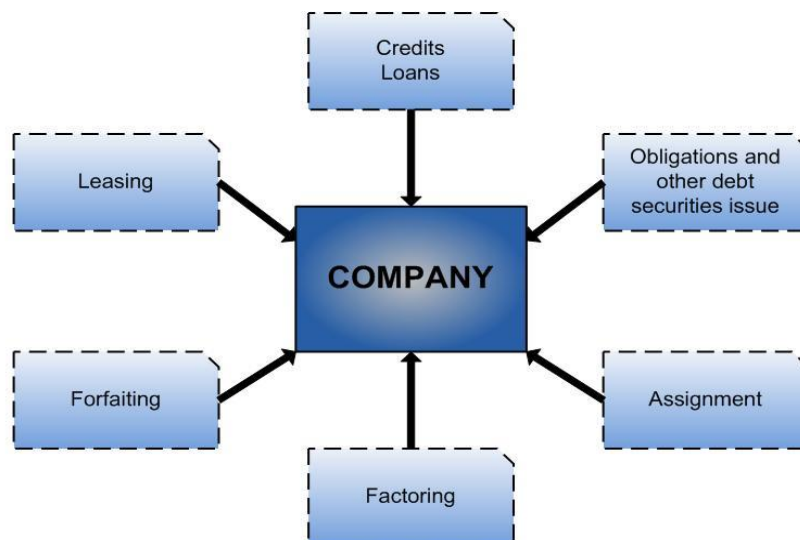 Credits
Loans
Leasing
Obligations and
other debt
securities issue
COMPANY
Forfaiting
Assignment
Factoring